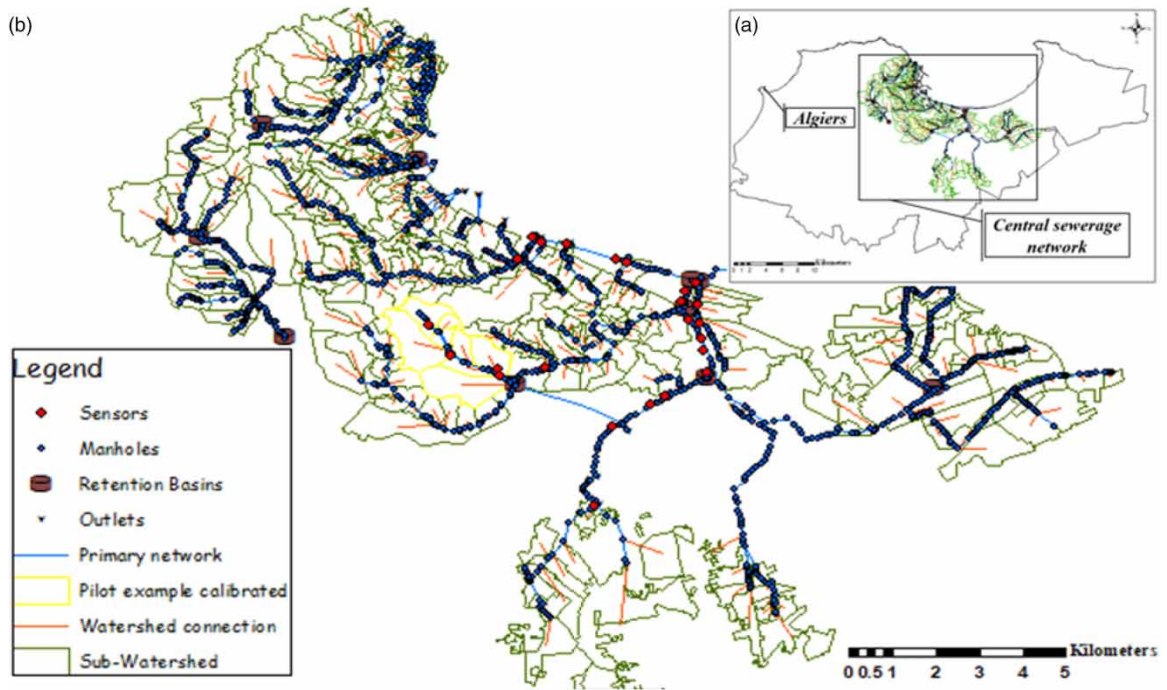 (b)
(a)
Algiers
Central sewerage
network
Kilometers
Legend
Sensors
Manholes
Retention Basins
Outlets
Primary network
Pilot example calibrated
Watershed connection
Sub-Watershed
Kilometers
0 0.5 1 2 3 4 5